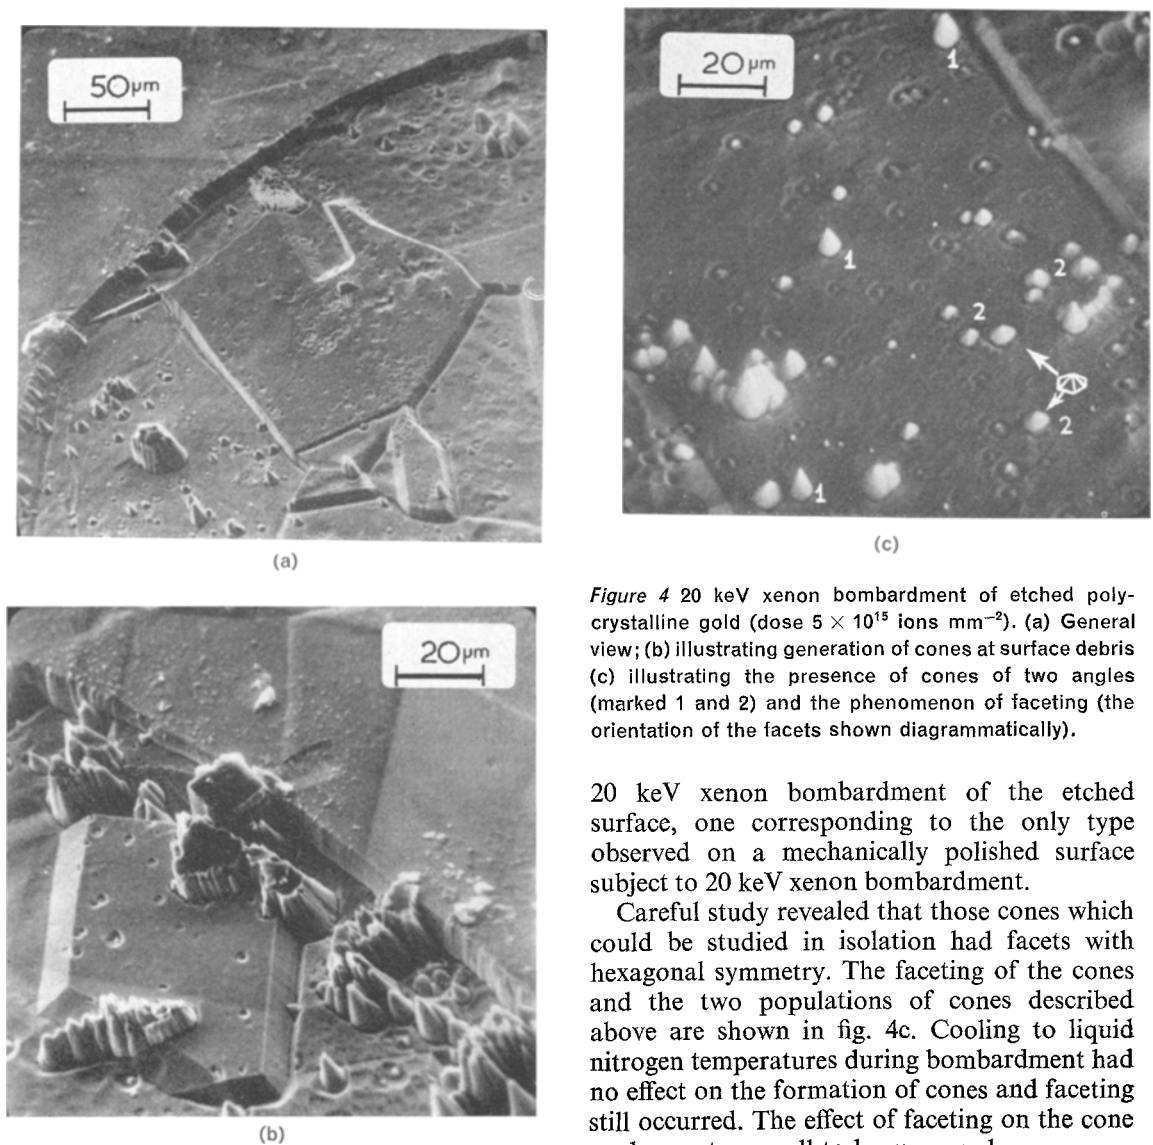 50 μm
(a)
20 μm
1
1
2
2
2
1
(c)
20 μm
(b)
Figure 4 20 keV xenon bombardment of etched poly-
crystalline gold (dose 5 × 10¹⁵ ions mm⁻²). (a) General
view; (b) illustrating generation of cones at surface debris
(c) illustrating the presence of cones of two angles
(marked 1 and 2) and the phenomenon of faceting (the
orientation of the facets shown diagrammatically).
20 keV xenon bombardment of the etched
surface, one corresponding to the only type
observed on a mechanically polished surface
subject to 20 keV xenon bombardment.
Careful study revealed that those cones which
could be studied in isolation had facets with
hexagonal symmetry. The faceting of the cones
and the two populations of cones described
above are shown in fig. 4c. Cooling to liquid
nitrogen temperatures during bombardment had
no effect on the formation of cones and faceting
still occurred. The effect of faceting on the cone